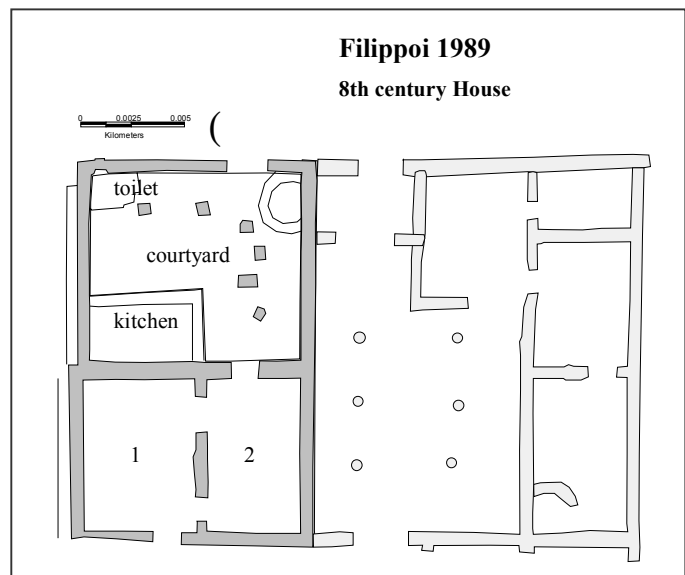 Filippoi 1989
8th century House
0 0.0025 0.005
Kilometers
(
toilet
courtyard
kitchen
1 2